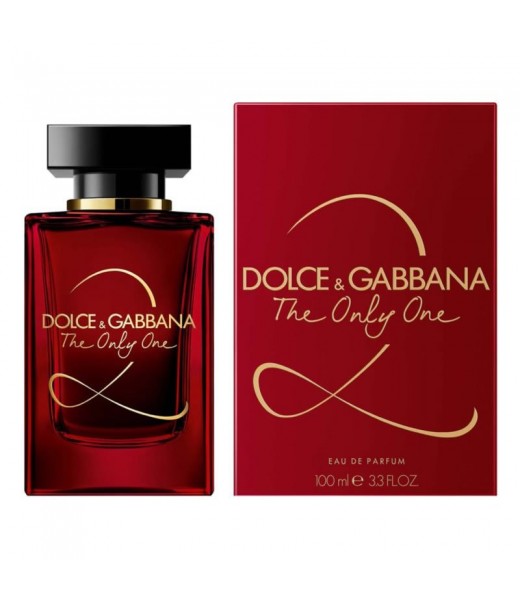 DOLCE & GABBANA
The Only One
DOLCE & GABBANA
The Only One
EAU DE PARFUM
100 ml e 3.3 FL.OZ.